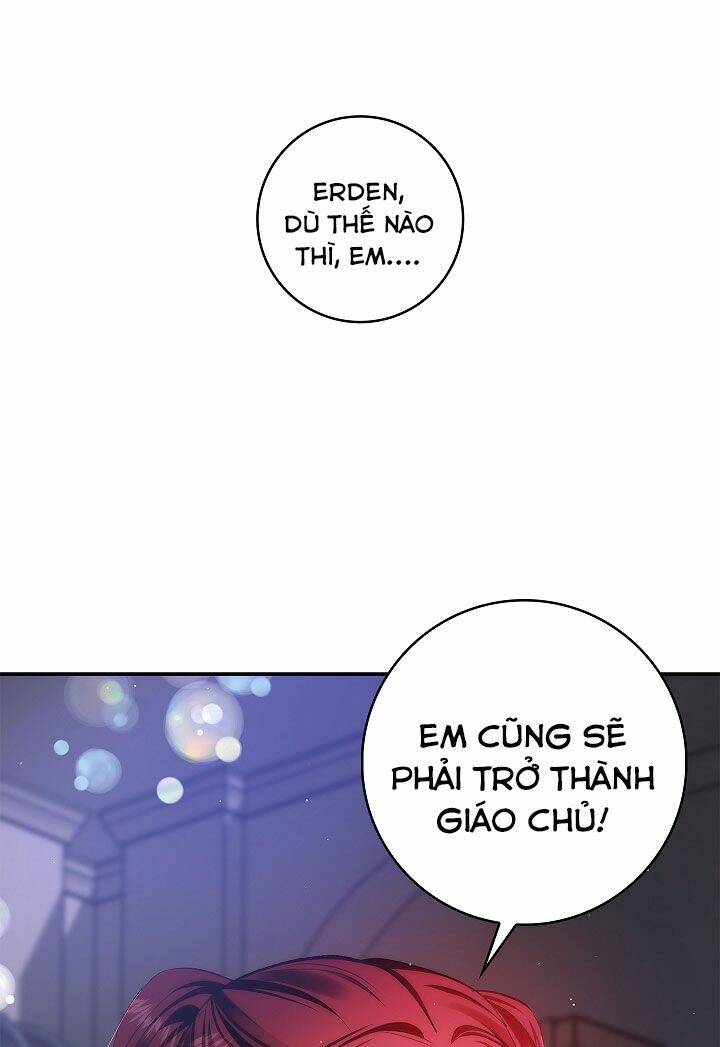 ERDEN,
DÙ THẾ NÀO
THÌ, EM....
EM CŨNG SẼ
PHẢI TRỞ THÀNH
GIÁO CHỦ!